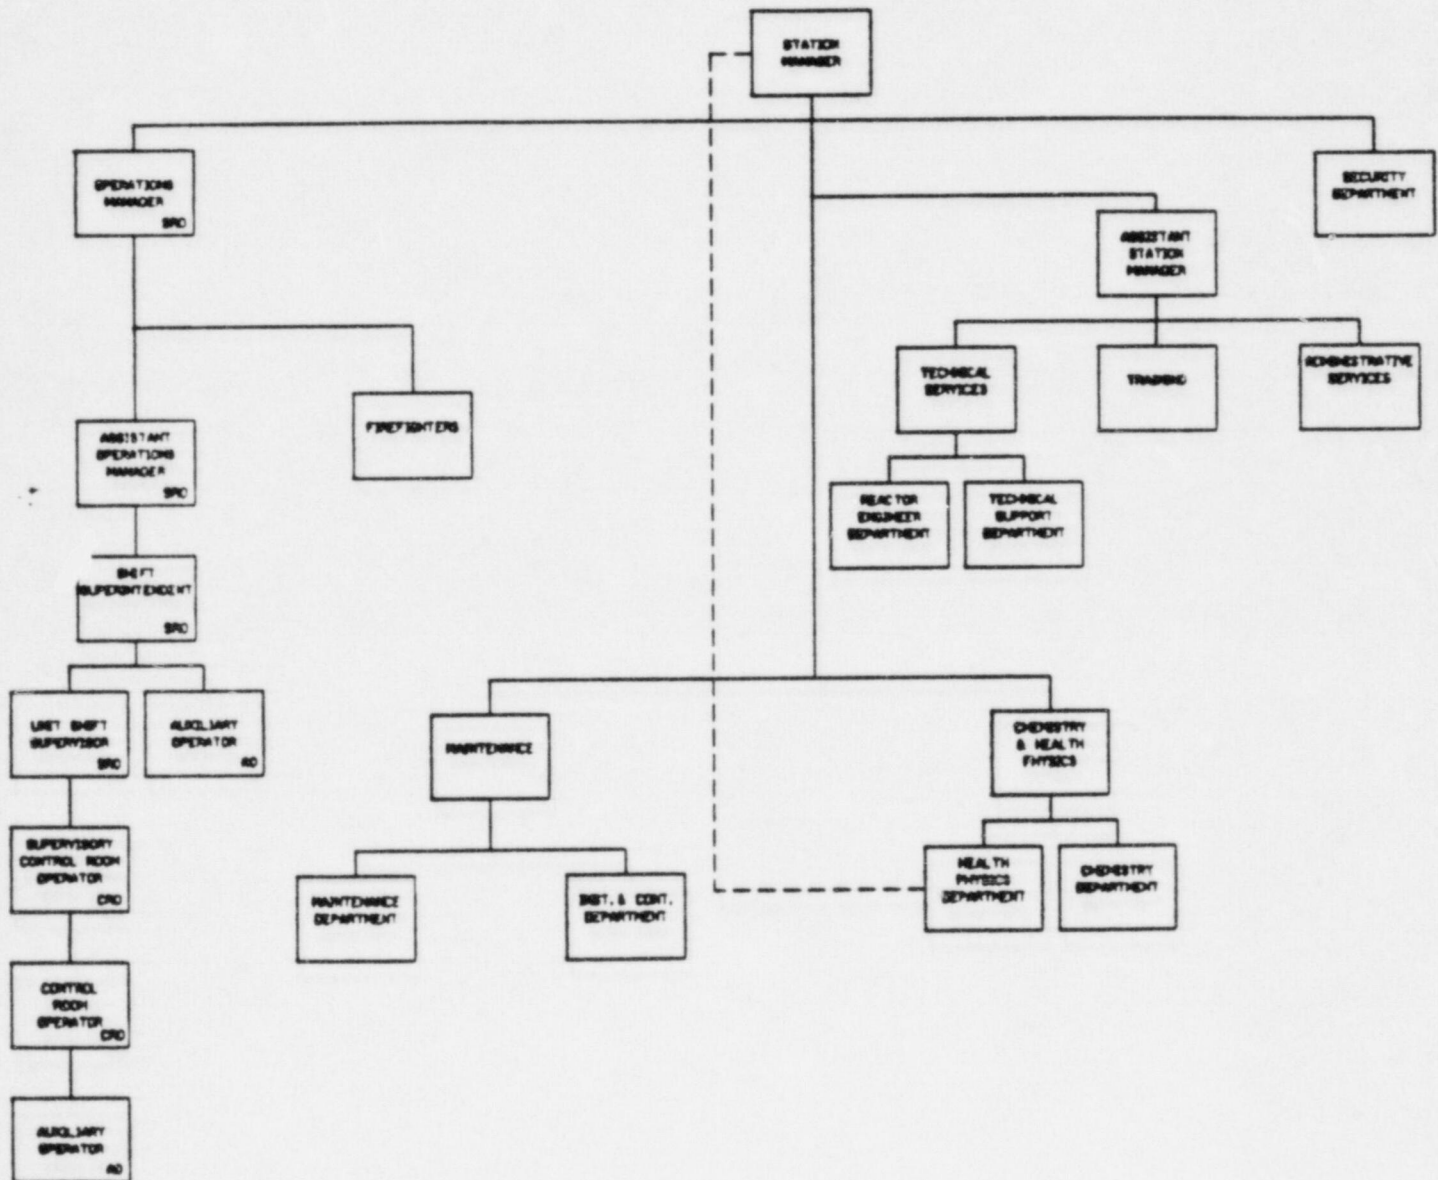 STATION
MANAGER
OPERATIONS
MANAGER
SRO
SECURITY
DEPARTMENT
ASSISTANT
STATION
MANAGER
TECHNICAL
SERVICES
TRAINING
ADMINISTRATIVE
SERVICES
ASSISTANT
OPERATIONS
MANAGER
SRO
FIREFIGHTERS
REACTOR
ENGINEER
DEPARTMENT
TECHNICAL
SUPPORT
DEPARTMENT
SHIFT
SUPERINTENDENT
SRO
UNIT SHIFT
SUPERVISOR
SRO
AUXILIARY
OPERATOR
AO
MAINTENANCE
CHEMISTRY
& HEALTH
PHYSICS
SUPERVISORY
CONTROL ROOM
OPERATOR
CRO
MAINTENANCE
DEPARTMENT
INST. & CONT.
DEPARTMENT
HEALTH
PHYSICS
DEPARTMENT
CHEMISTRY
DEPARTMENT
CONTROL
ROOM
OPERATOR
CRO
AUXILIARY
OPERATOR
AO